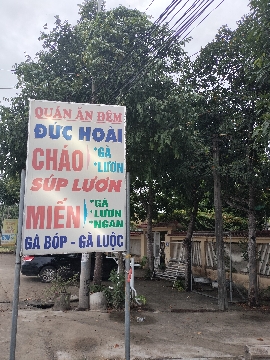 QUÁN ĂN ĐÊM
ĐỨC HOÀI
CHÁO GÀ LƯƠN
SÚP LƯƠN
MIẾN GÀ LƯƠN NGAN
GÀ BÓP - GÀ LUỘC